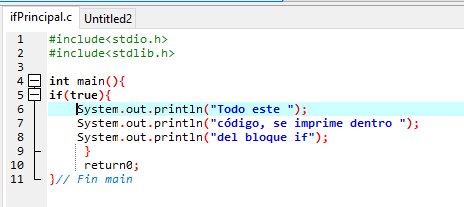 ifPrincipal.c Untitled2
1 #include<stdio.h>
2 #include<stdlib.h>
3
4 int main(){
5 if(true){
6 System.out.println("Todo este ");
7 System.out.println("código, se imprime dentro ");
8 System.out.println("del bloque if");
9 }
10 return0;
11 }// Fin main